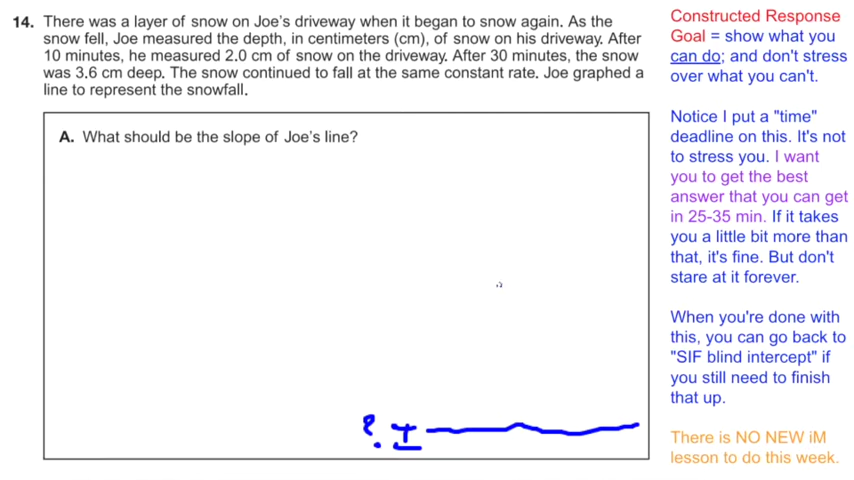 14. There was a layer of snow on Joe's driveway when it began to snow again. As the
snow fell, Joe measured the depth, in centimeters (cm), of snow on his driveway. After
10 minutes, he measured 2.0 cm of snow on the driveway. After 30 minutes, the snow
was 3.6 cm deep. The snow continued to fall at the same constant rate. Joe graphed a
line to represent the snowfall.
A. What should be the slope of Joe's line?
Constructed Response
Goal = show what you
can do; and don't stress
over what you can't.
Notice I put a "time"
deadline on this. It's not
to stress you. I want
you to get the best
answer that you can get
in 25-35 min. If it takes
you a little bit more than
that, it's fine. But don't
stare at it forever.
When you're done with
this, you can go back to
"SIF blind intercept" if
you still need to finish
that up.
There is NO NEW iM
lesson to do this week.